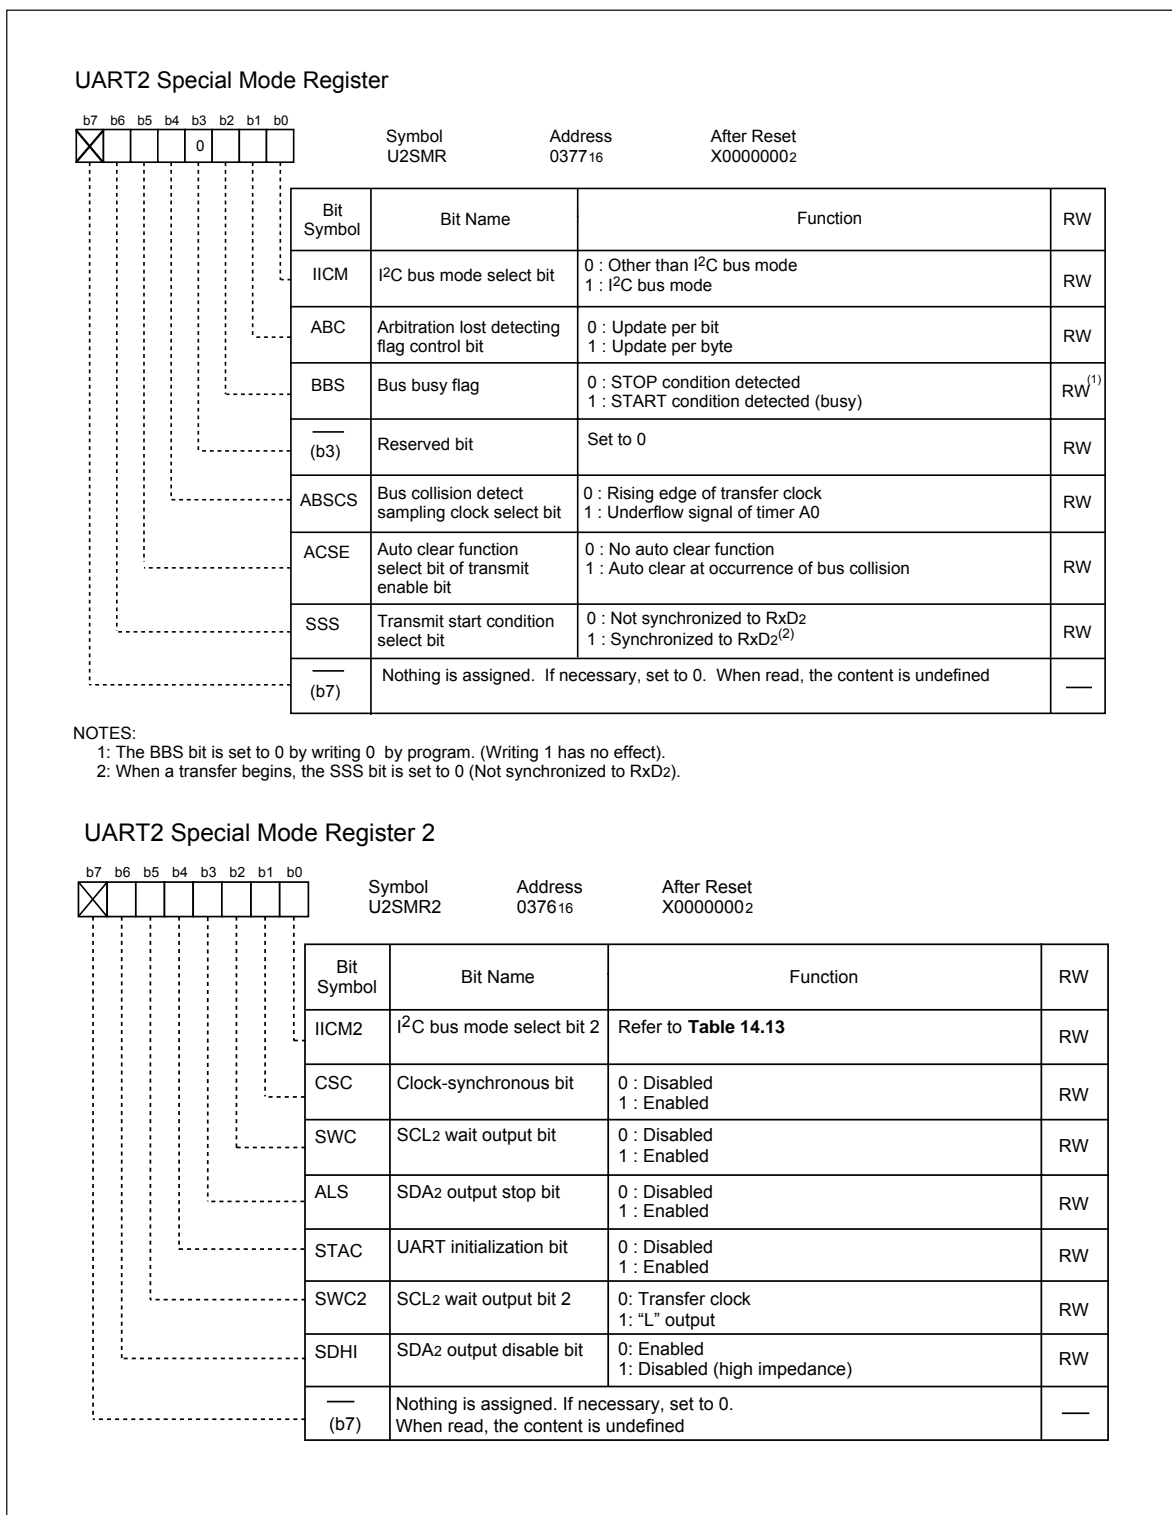 UART2 Special Mode Register
b7 b6 b5 b4 b3 b2 b1 b0
0
Symbol Address After Reset
U2SMR 037716 X00000002
Bit Symbol Bit Name Function RW
IICM I2C bus mode select bit 0 : Other than I2C bus mode
1 : I2C bus mode RW
ABC Arbitration lost detecting flag control bit 0 : Update per bit
1 : Update per byte RW
BBS Bus busy flag 0 : STOP condition detected
1 : START condition detected (busy) RW(1)
(b3) Reserved bit Set to 0 RW
ABSCS Bus collision detect sampling clock select bit 0 : Rising edge of transfer clock
1 : Underflow signal of timer A0 RW
ACSE Auto clear function select bit of transmit enable bit 0 : No auto clear function
1 : Auto clear at occurrence of bus collision RW
SSS Transmit start condition select bit 0 : Not synchronized to RxD2
1 : Synchronized to RxD2(2) RW
(b7) Nothing is assigned. If necessary, set to 0. When read, the content is undefined
NOTES:
1: The BBS bit is set to 0 by writing 0 by program. (Writing 1 has no effect).
2: When a transfer begins, the SSS bit is set to 0 (Not synchronized to RxD2).
UART2 Special Mode Register 2
b7 b6 b5 b4 b3 b2 b1 b0
Symbol Address After Reset
U2SMR2 037616 X00000002
Bit Symbol Bit Name Function RW
IICM2 I2C bus mode select bit 2 Refer to Table 14.13 RW
CSC Clock-synchronous bit 0 : Disabled
1 : Enabled RW
SWC SCL2 wait output bit 0 : Disabled
1 : Enabled RW
ALS SDA2 output stop bit 0 : Disabled
1 : Enabled RW
STAC UART initialization bit 0 : Disabled
1 : Enabled RW
SWC2 SCL2 wait output bit 2 0: Transfer clock
1: “L” output RW
SDHI SDA2 output disable bit 0: Enabled
1: Disabled (high impedance) RW
(b7) Nothing is assigned. If necessary, set to 0.
When read, the content is undefined